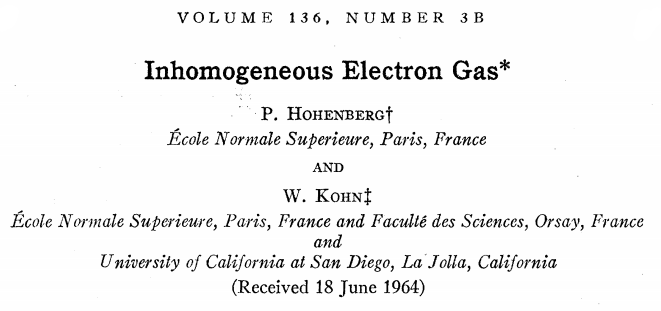 VOLUME 136, NUMBER 3B
Inhomogeneous Electron Gas*
P. HOHENBERG†
École Normale Superieure, Paris, France
AND
W. KOHN‡
École Normale Superieure, Paris, France and Faculté des Sciences, Orsay, France
and
University of California at San Diego, La Jolla, California
(Received 18 June 1964)